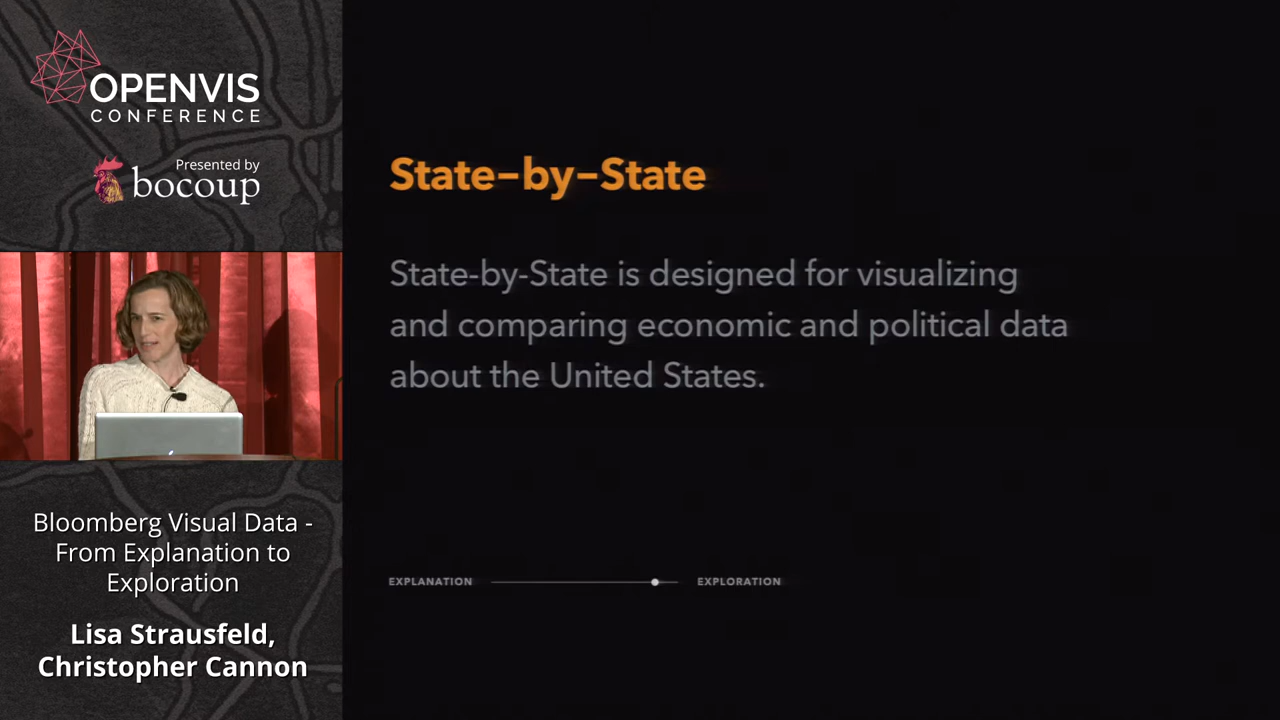 OPENVIS
CONFERENCE
Presented by
bocoup
Bloomberg Visual Data -
From Explanation to
Exploration
Lisa Strausfeld,
Christopher Cannon
State-by-State
State-by-State is designed for visualizing
and comparing economic and political data
about the United States.
EXPLANATION
EXPLORATION